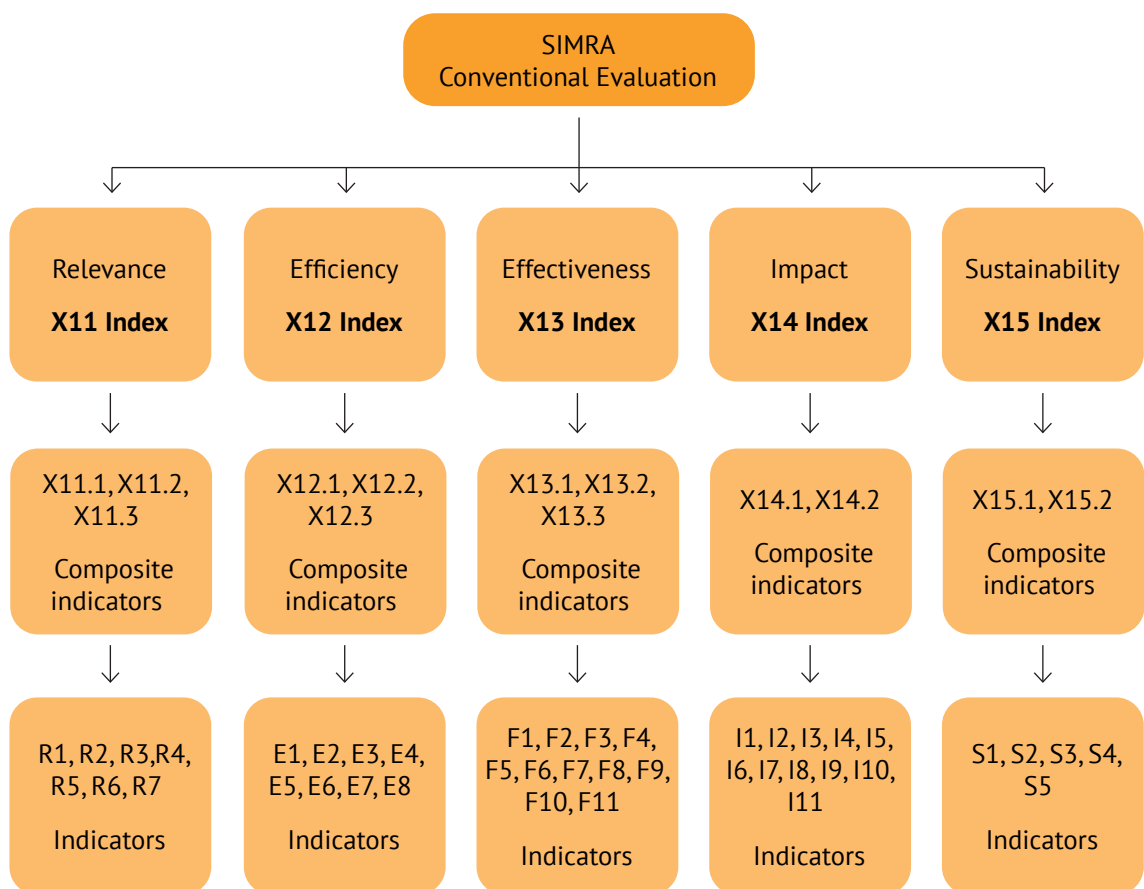 SIMRA
Conventional Evaluation
Relevance
X11 Index
Efficiency
X12 Index
Effectiveness
X13 Index
Impact
X14 Index
Sustainability
X15 Index
X11.1, X11.2,
X11.3
Composite
indicators
X12.1, X12.2,
X12.3
Composite
indicators
X13.1, X13.2,
X13.3
Composite
indicators
X14.1, X14.2
Composite
indicators
X15.1, X15.2
Composite
indicators
R1, R2, R3,R4,
R5, R6, R7
Indicators
E1, E2, E3, E4,
E5, E6, E7, E8
Indicators
F1, F2, F3, F4,
F5, F6, F7, F8, F9,
F10, F11
Indicators
I1, I2, I3, I4, I5,
I6, I7, I8, I9, I10,
I11
Indicators
S1, S2, S3, S4,
S5
Indicators